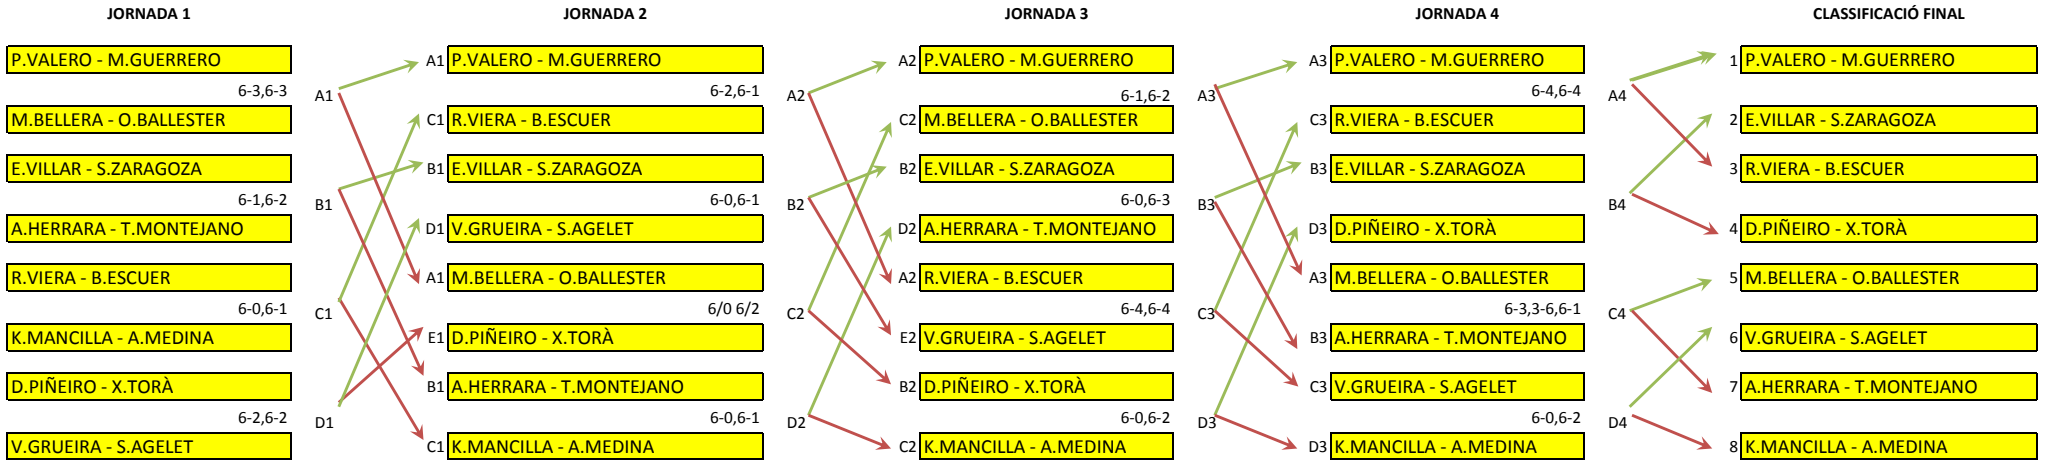 JORNADA 1
JORNADA 2
JORNADA 3
JORNADA 4
CLASSIFICACIÓ FINAL
P.VALERO - M.GUERRERO
6-3,6-3
M.BELLERA - O.BALLESTER
E.VILLAR - S.ZARAGOZA
6-1,6-2
A.HERRARA - T.MONTEJANO
R.VIERA - B.ESCUER
6-0,6-1
K.MANCILLA - A.MEDINA
D.PIÑEIRO - X.TORÀ
6-2,6-2
V.GRUEIRA - S.AGELET
A1
B1
C1
D1
A1 P.VALERO - M.GUERRERO
6-2,6-1
C1 R.VIERA - B.ESCUER
B1 E.VILLAR - S.ZARAGOZA
6-0,6-1
D1 V.GRUEIRA - S.AGELET
A1 M.BELLERA - O.BALLESTER
6/0 6/2
E1 D.PIÑEIRO - X.TORÀ
B1 A.HERRARA - T.MONTEJANO
6-0,6-1
C1 K.MANCILLA - A.MEDINA
A2
B2
C2
D2
A2 P.VALERO - M.GUERRERO
6-1,6-2
C2 M.BELLERA - O.BALLESTER
B2 E.VILLAR - S.ZARAGOZA
6-0,6-3
D2 A.HERRARA - T.MONTEJANO
A2 R.VIERA - B.ESCUER
6-4,6-4
E2 V.GRUEIRA - S.AGELET
B2 D.PIÑEIRO - X.TORÀ
6-0,6-2
C2 K.MANCILLA - A.MEDINA
A3
B3
C3
D3
A3 P.VALERO - M.GUERRERO
6-4,6-4
C3 R.VIERA - B.ESCUER
B3 E.VILLAR - S.ZARAGOZA
D3 D.PIÑEIRO - X.TORÀ
A3 M.BELLERA - O.BALLESTER
6-3,3-6,6-1
B3 A.HERRARA - T.MONTEJANO
C3 V.GRUEIRA - S.AGELET
6-0,6-2
D3 K.MANCILLA - A.MEDINA
A4
B4
C4
D4
1 P.VALERO - M.GUERRERO
2 E.VILLAR - S.ZARAGOZA
3 R.VIERA - B.ESCUER
4 D.PIÑEIRO - X.TORÀ
5 M.BELLERA - O.BALLESTER
6 V.GRUEIRA - S.AGELET
7 A.HERRARA - T.MONTEJANO
8 K.MANCILLA - A.MEDINA